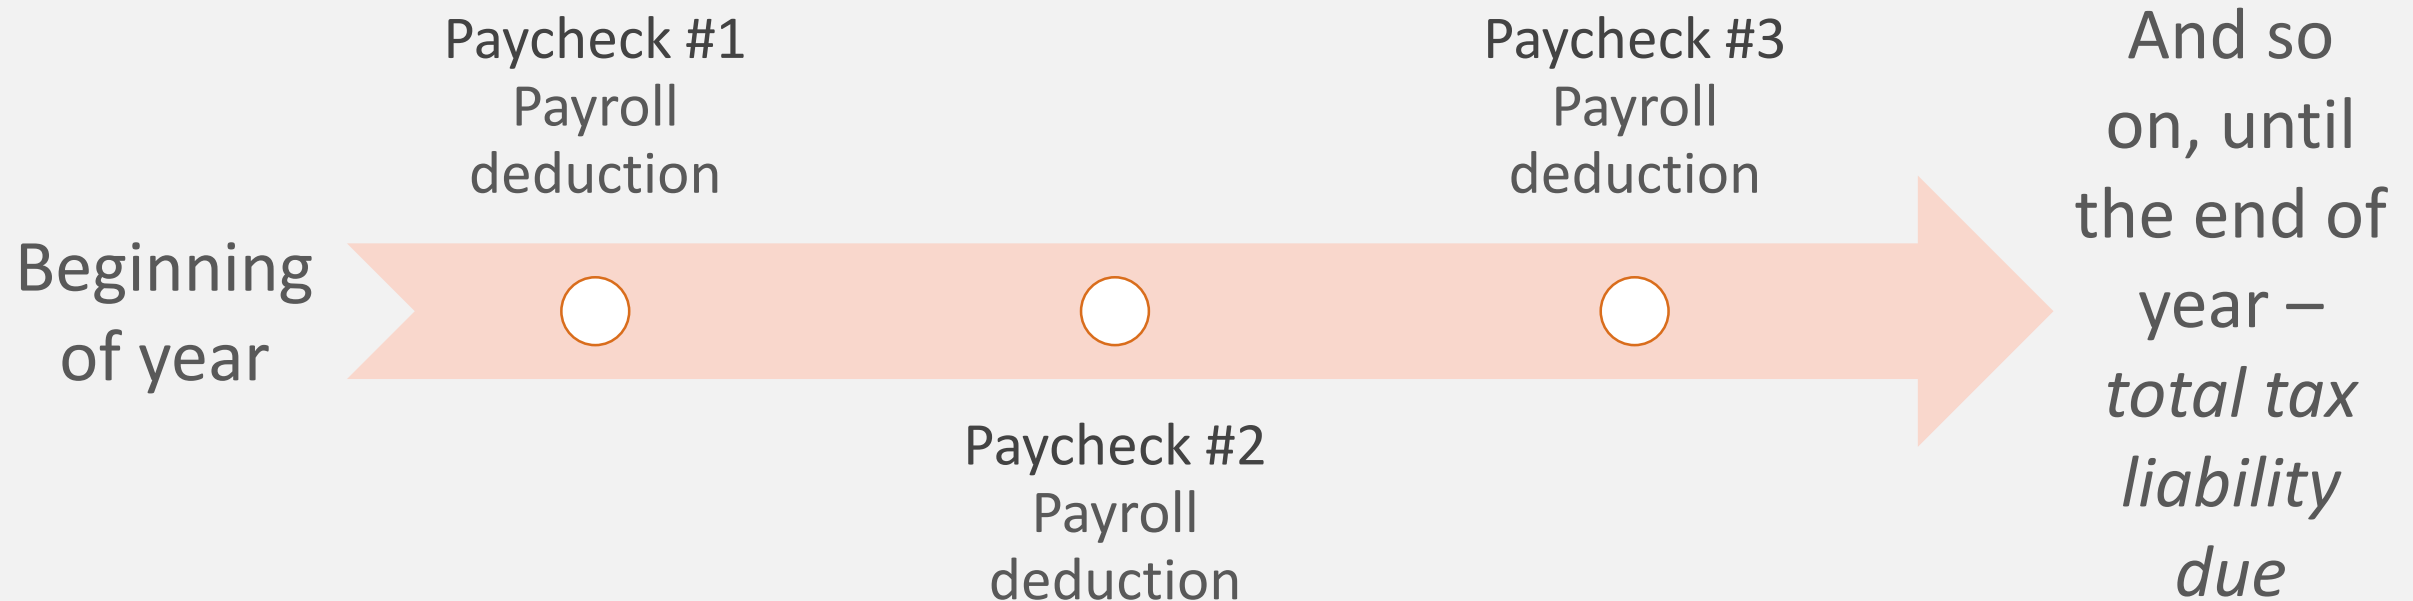 Beginning
of year
Paycheck #1
Payroll
deduction
Paycheck #2
Payroll
deduction
Paycheck #3
Payroll
deduction
And so
on, until
the end of
year –
total tax
liability
due